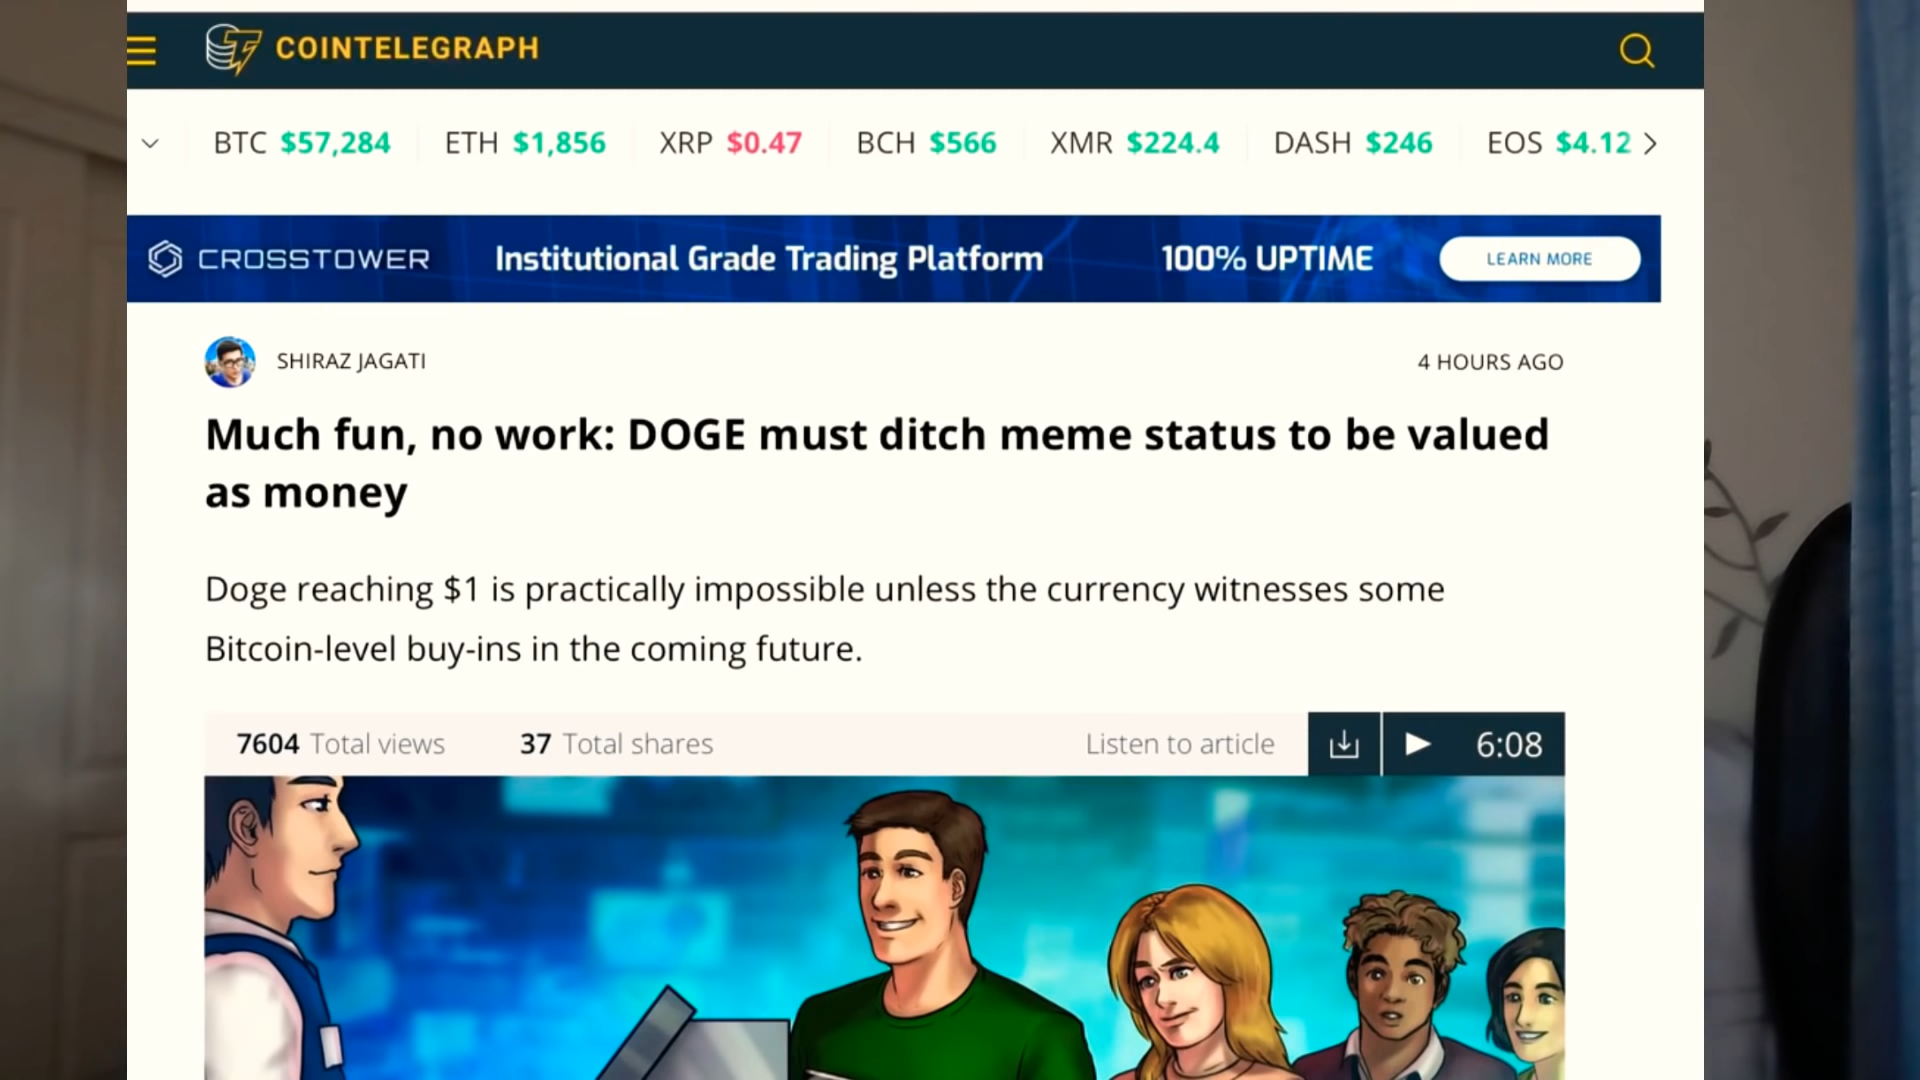 COINTELEGRAPH
BTC $57,284 ETH $1,856 XRP $0.47 BCH $566 XMR $224.4 DASH $246 EOS $4.12
CROSSTOWER Institutional Grade Trading Platform 100% UPTIME LEARN MORE
SHIRAZ JAGATI 4 HOURS AGO
Much fun, no work: DOGE must ditch meme status to be valued
as money
Doge reaching $1 is practically impossible unless the currency witnesses some
Bitcoin-level buy-ins in the coming future.
7604 Total views 37 Total shares Listen to article 6:08